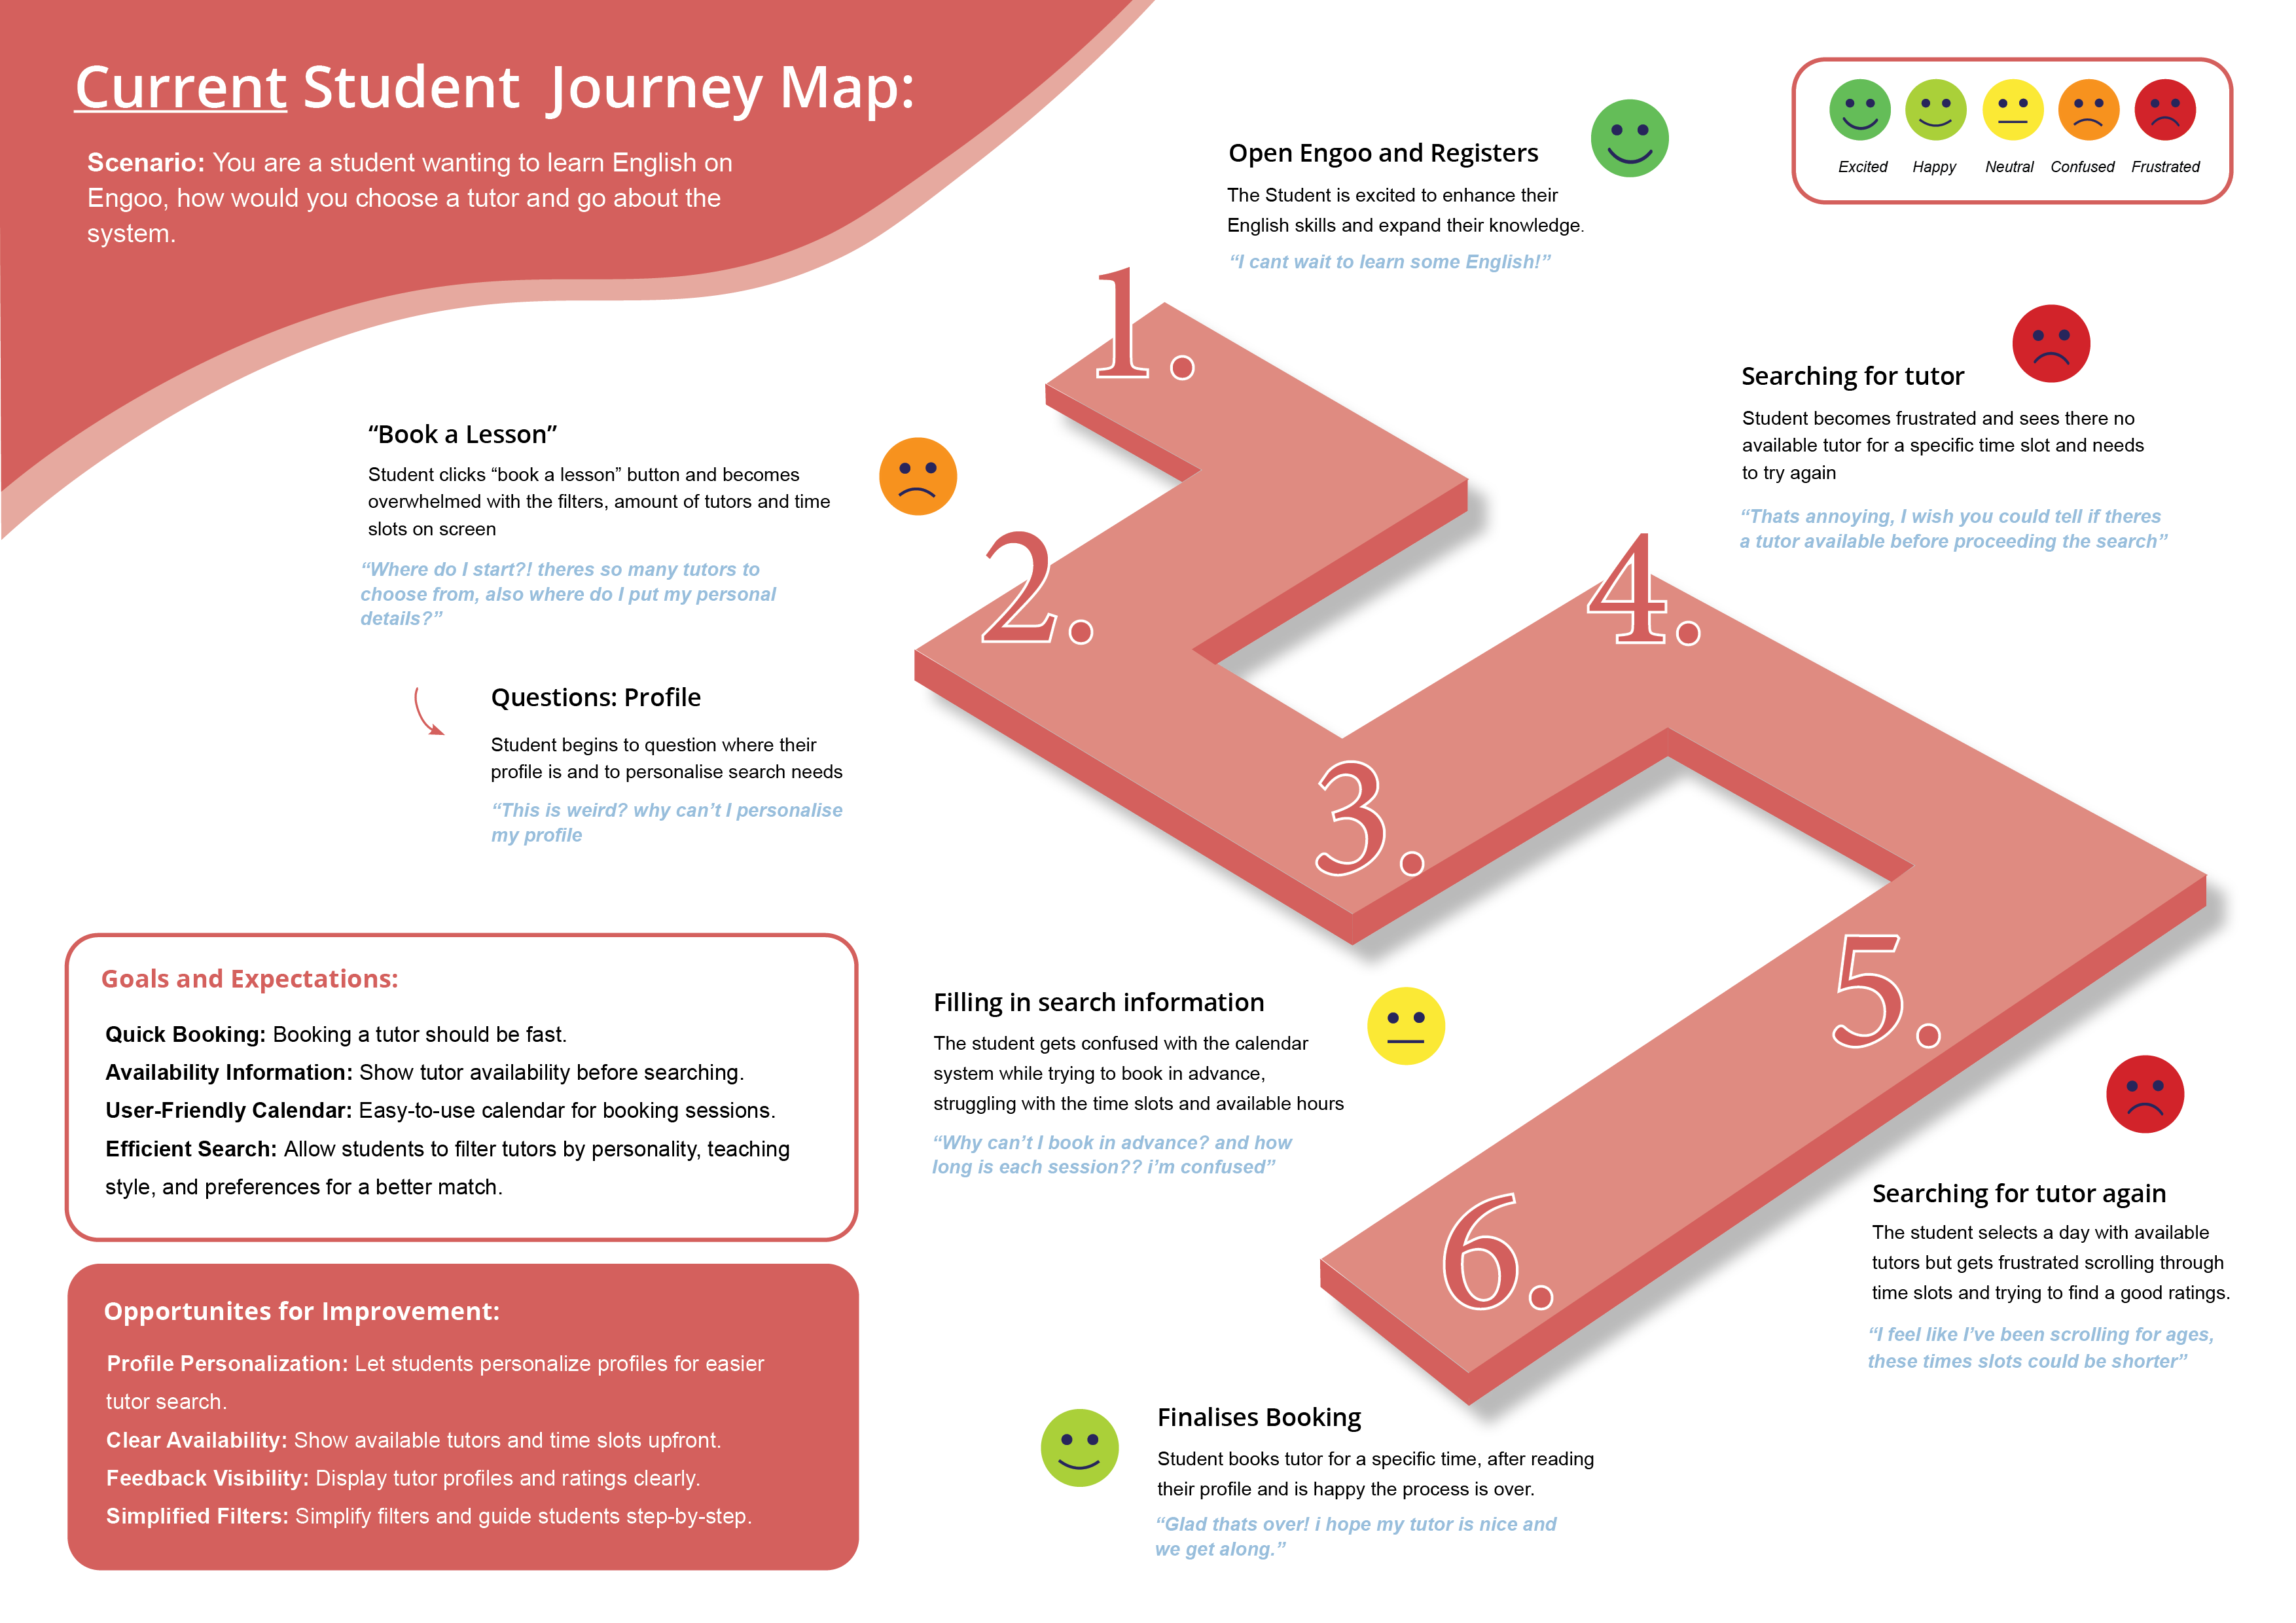 Current Student Journey Map:
Scenario: You are a student wanting to learn English on
Engoo, how would you choose a tutor and go about the
system.
Excited Happy Neutral Confused Frustrated
Open Engoo and Registers
The Student is excited to enhance their
English skills and expand their knowledge.
“I cant wait to learn some English!”
1.
“Book a Lesson”
Student clicks “book a lesson” button and becomes
overwhelmed with the filters, amount of tutors and time
slots on screen
“Where do I start?! theres so many tutors to
choose from, also where do I put my personal
details?”
2.
Questions: Profile
Student begins to question where their
profile is and to personalise search needs
“This is weird? why can’t I personalise
my profile
3.
Filling in search information
The student gets confused with the calendar
system while trying to book in advance,
struggling with the time slots and available hours
“Why can’t I book in advance? and how
long is each session?? i’m confused”
4.
Searching for tutor
Student becomes frustrated and sees there no
available tutor for a specific time slot and needs
to try again
“Thats annoying, I wish you could tell if theres
a tutor available before proceeding the search”
5.
Searching for tutor again
The student selects a day with available
tutors but gets frustrated scrolling through
time slots and trying to find a good ratings.
“I feel like I’ve been scrolling for ages,
these times slots could be shorter”
6.
Finalises Booking
Student books tutor for a specific time, after reading
their profile and is happy the process is over.
“Glad thats over! i hope my tutor is nice and
we get along.”
Goals and Expectations:
Quick Booking: Booking a tutor should be fast.
Availability Information: Show tutor availability before searching.
User-Friendly Calendar: Easy-to-use calendar for booking sessions.
Efficient Search: Allow students to filter tutors by personality, teaching
style, and preferences for a better match.
Opportunites for Improvement:
Profile Personalization: Let students personalize profiles for easier
tutor search.
Clear Availability: Show available tutors and time slots upfront.
Feedback Visibility: Display tutor profiles and ratings clearly.
Simplified Filters: Simplify filters and guide students step-by-step.